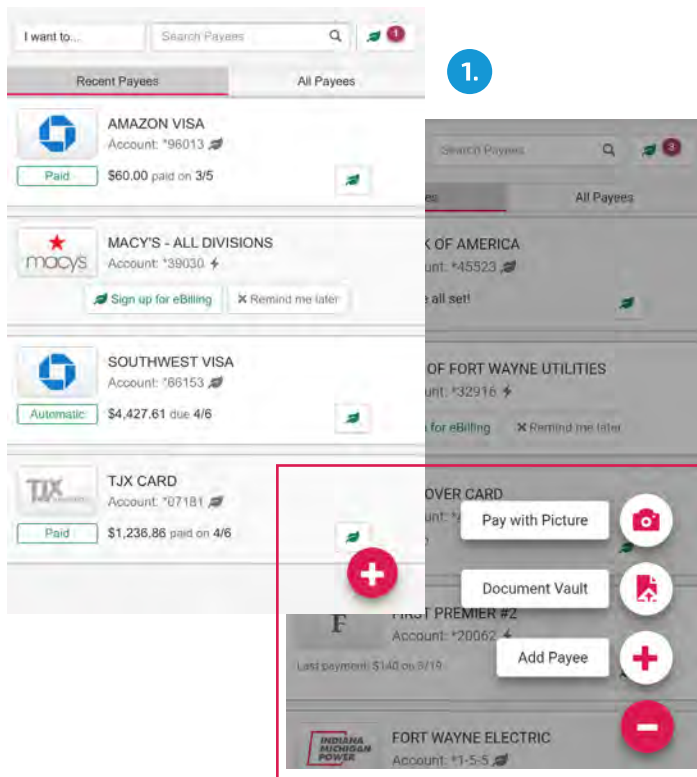 I want to...
Search Payees
1
Recent Payees
All Payees
AMAZON VISA
Account: *96013
Paid
$60.00 paid on 3/5
macys
MACY'S - ALL DIVISIONS
Account: *39030
Sign up for eBilling
Remind me later
SOUTHWEST VISA
Account: *66153
Automatic
$4,427.61 due 4/6
TJX
TJX CARD
Account: *07181
Paid
$1,236.86 paid on 4/6
1.
Search Payees
3
All Payees
OF AMERICA
*45523
all set!
OF FORT WAYNE UTILITIES
*32916
for eBilling
Remind me later
OVER CARD
Pay with Picture
Document Vault
F
FIRST PREMIER #2
Account: *20062
Last payment: $140 on 3/19
Add Payee
INDIANA
MICHIGAN
POWER
FORT WAYNE ELECTRIC
Account: *1-5-5